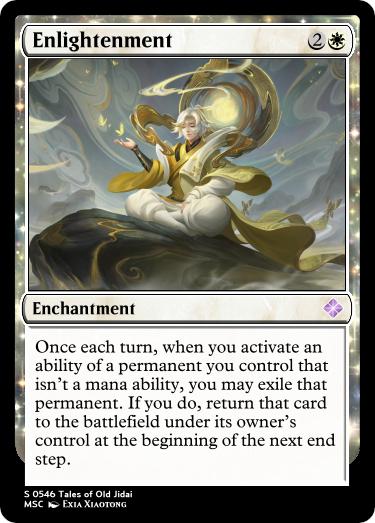 Enlightenment 2
Enchantment
Once each turn, when you activate an
ability of a permanent you control that
isn't a mana ability, you may exile that
permanent. If you do, return that card
to the battlefield under its owner's
control at the beginning of the next end
step.
S 0546 Tales of Old Jidai
MSC Exia Xiaotong